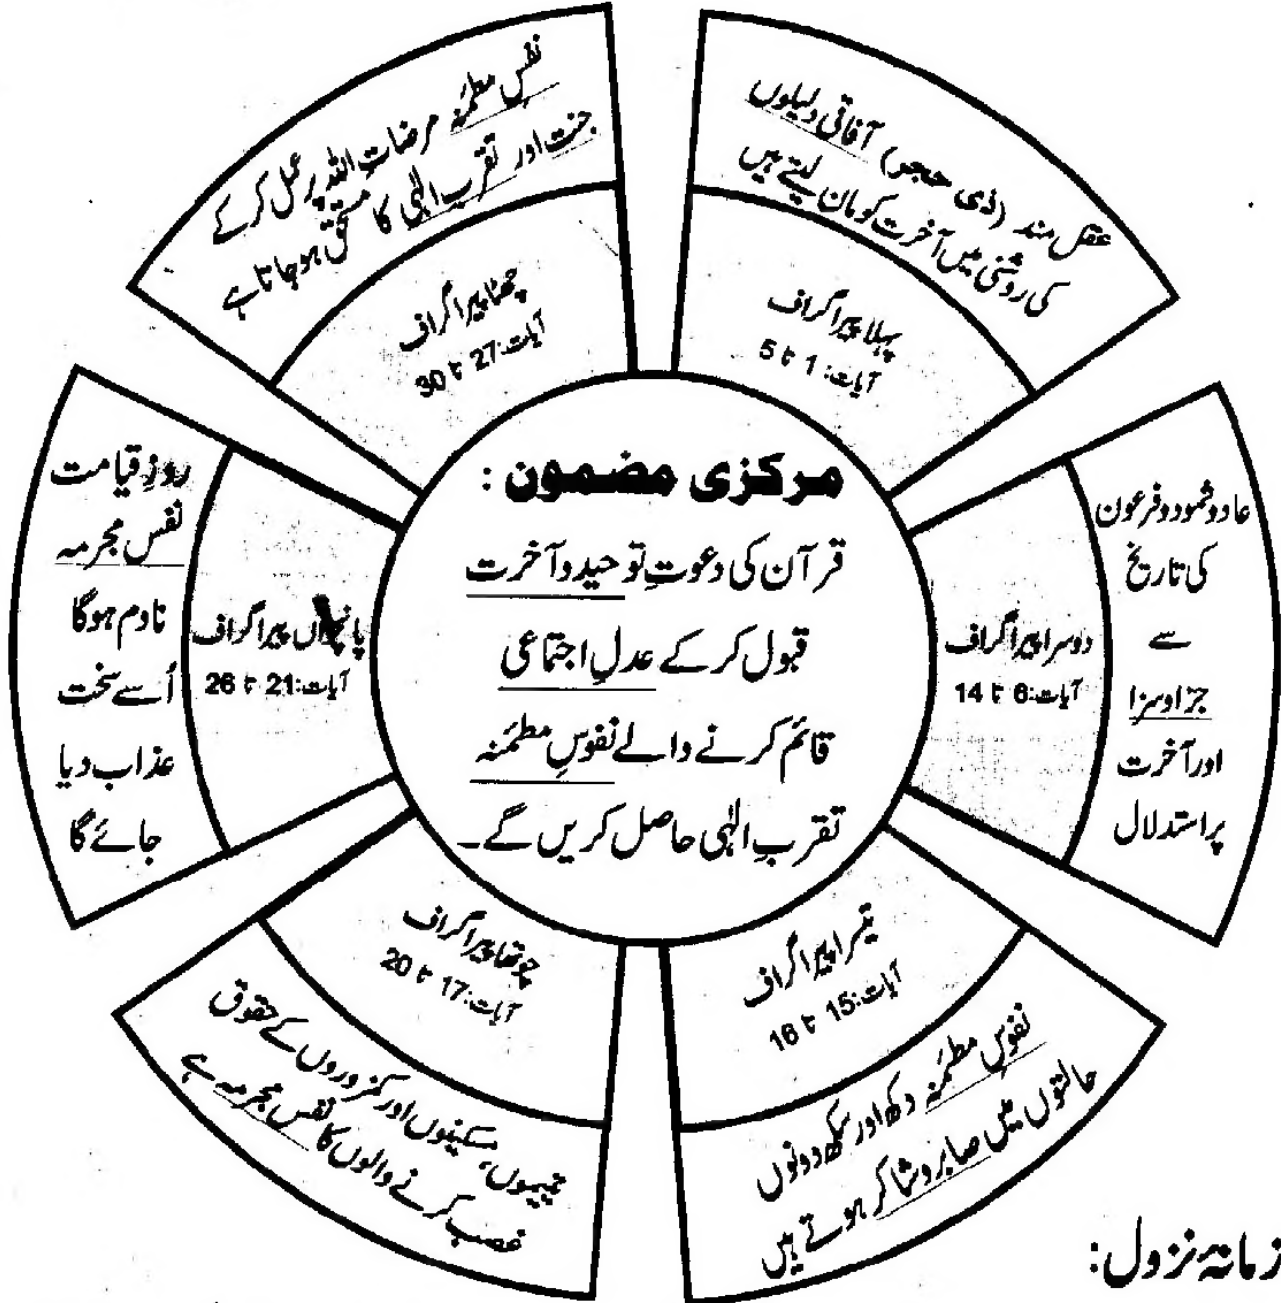 مرکزی مضمون :
قرآن کی دعوتِ توحید و آخرت
قبول کر کے عدلِ اجتماعی
قائم کرنے والے نفوسِ مطمئنہ
تقربِ الٰہی حاصل کریں گے۔
عقل مند (ذی حجر) آفاقی دلیلوں
کی روشنی میں آخرت کو مان لیتے ہیں
پہلا پیراگراف
آیات: 1 تا 5
عاد و ثمود و فرعون
کی تاریخ
سے
جزا و سزا
اور آخرت
پر استدلال
دوسرا پیراگراف
آیات: 6 تا 14
تیسرا پیراگراف
آیات: 15 تا 16
نفوسِ مطمئنہ دکھ اور سکھ دونوں
حالتوں میں صابر و شاکر ہوتے ہیں
چوتھا پیراگراف
آیات: 17 تا 20
یتیموں، مسکینوں اور کمزوروں کے حقوق
غصب کرنے والوں کا نفس مجرمہ ہے
روزِ قیامت
نفس مجرمہ
نادم ہوگا
اُسے سخت
عذاب دیا
جائے گا
پانچواں پیراگراف
آیات: 21 تا 26
نفسِ مطمئنہ مرضاتِ اللہ پر عمل کر کے
جنت اور تقربِ الٰہی کا مستحق ہو جاتا ہے
چھٹا پیراگراف
آیات: 27 تا 30
زمانۂ نزول: